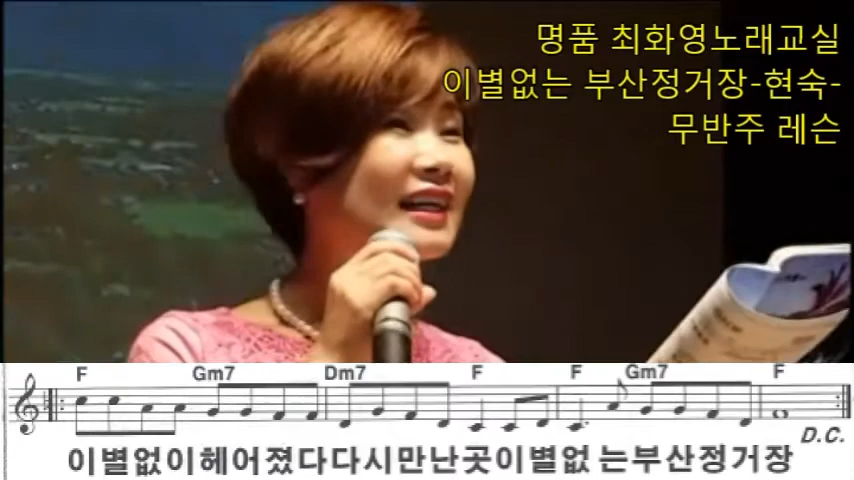 명품 최화영노래교실
이별없는 부산정거장-현숙-
무반주 레슨
F Gm7 Dm7 F F Gm7 F
D.C.
이별없이헤어졌다다시만난곳이별없 는부산정거장